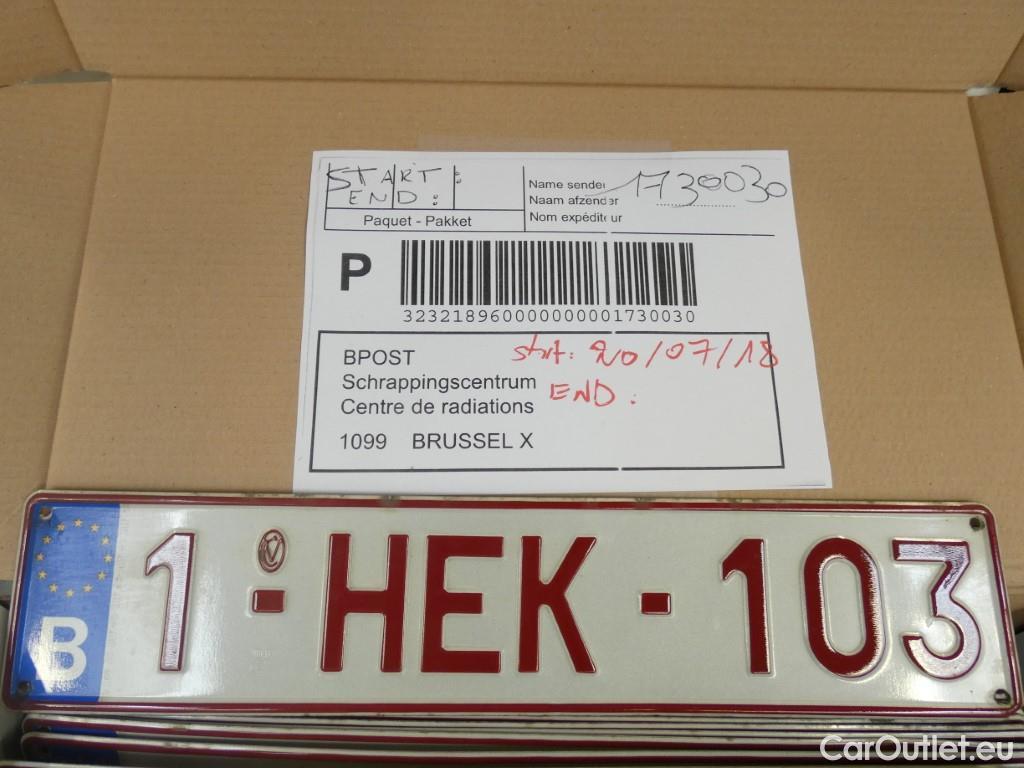 START :
END :
Paquet - Pakket
Name sender
Naam afzender
Nom expéditeur
1730030
P
323218960000000001730030
BPOST
Schrappingscentrum
Centre de radiations
1099 BRUSSEL X
start: 20/07/18
END :
B
1-HEK-103
CarOutlet.eu